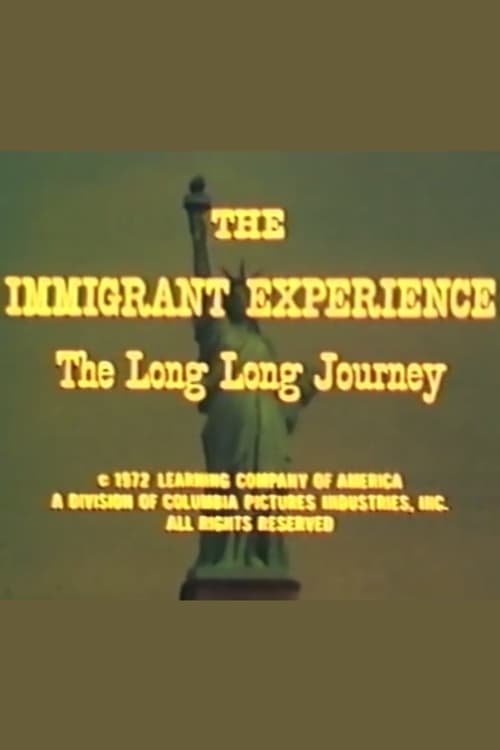 THE
IMMIGRANT EXPERIENCE
The Long Long Journey
© 1972 LEARNING COMPANY OF AMERICA
A DIVISION OF COLUMBIA PICTURES INDUSTRIES, INC.
ALL RIGHTS RESERVED